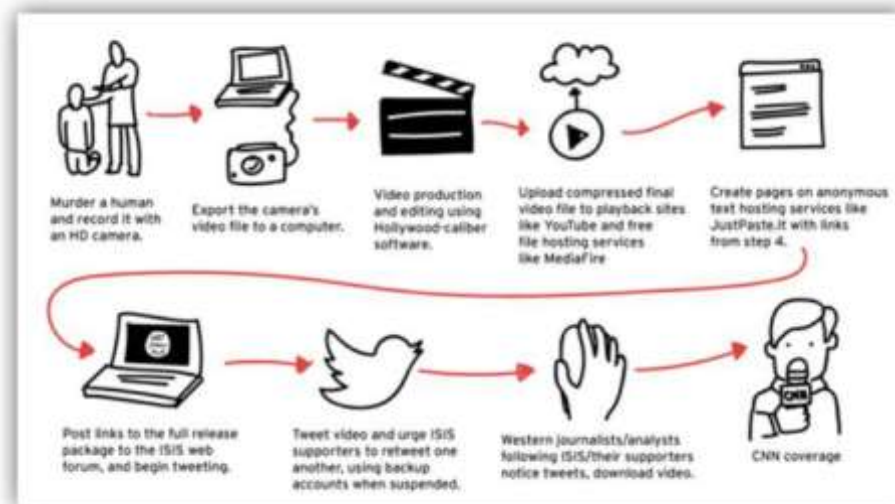 Murder a human
and record it with
an HD camera.
Export the camera's
video file to a computer.
Video production
and editing using
Hollywood-caliber
software.
Upload compressed final
video file to playback sites
like YouTube and free
file hosting services
like MediaFire
Create pages on anonymous
text hosting services like
JustPaste.it with links
from step 4.
Post links to the full release
package to the ISIS web
forum, and begin tweeting.
Tweet video and urge ISIS
supporters to retweet one
another, using backup
accounts when suspended.
Western journalists/analysts
following ISIS/their supporters
notice tweets, download video.
CNN
CNN coverage